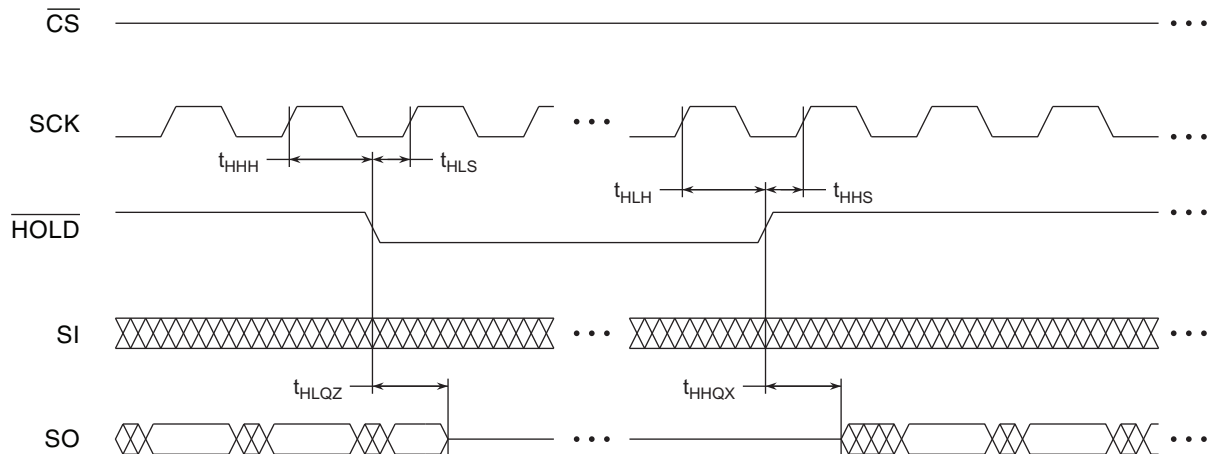 CS
SCK
tHHH
tHLS
tHLH
tHHS
HOLD
SI
tHLQZ
tHHQX
SO